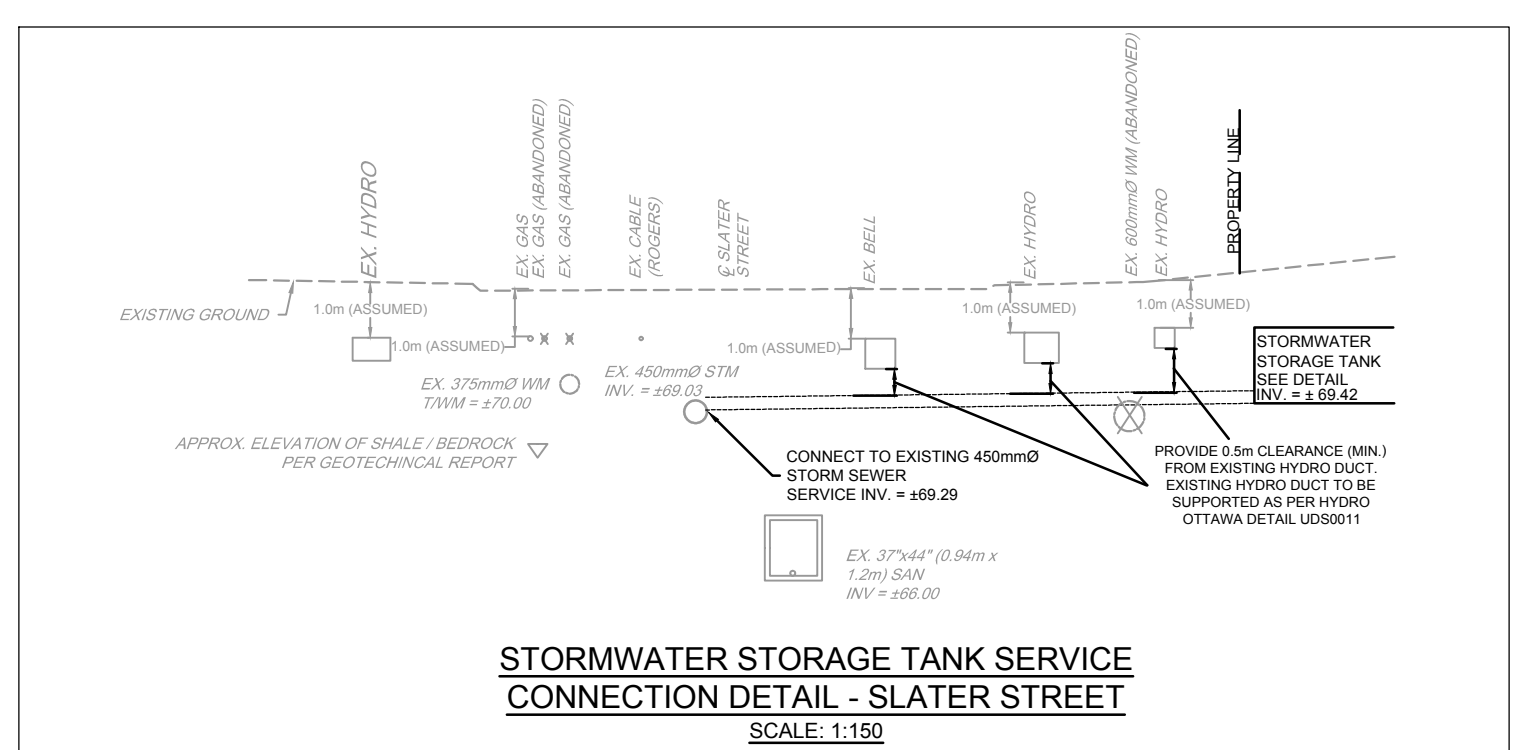 EX. HYDRO
EX. GAS
EX. GAS (ABANDONED)
EX. GAS (ABANDONED)
EX. CABLE
(ROGERS)
℄ SLATER
STREET
EX. BELL
EX. HYDRO
EX. 600mmØ WM (ABANDONED)
EX. HYDRO
PROPERTY LINE
EXISTING GROUND
1.0m (ASSUMED)
1.0m (ASSUMED)
1.0m (ASSUMED)
1.0m (ASSUMED)
1.0m (ASSUMED)
EX. 375mmØ WM
T/WM = ±70.00
EX. 450mmØ STM
INV. = ±69.03
STORMWATER
STORAGE TANK
SEE DETAIL
INV. = ± 69.42
APPROX. ELEVATION OF SHALE / BEDROCK
PER GEOTECHINCAL REPORT
CONNECT TO EXISTING 450mmØ
STORM SEWER
SERVICE INV. = ±69.29
PROVIDE 0.5m CLEARANCE (MIN.)
FROM EXISTING HYDRO DUCT.
EXISTING HYDRO DUCT TO BE
SUPPORTED AS PER HYDRO
OTTAWA DETAIL UDS0011
EX. 37"x44" (0.94m x
1.2m) SAN
INV = ±66.00
STORMWATER STORAGE TANK SERVICE
CONNECTION DETAIL - SLATER STREET
SCALE: 1:150